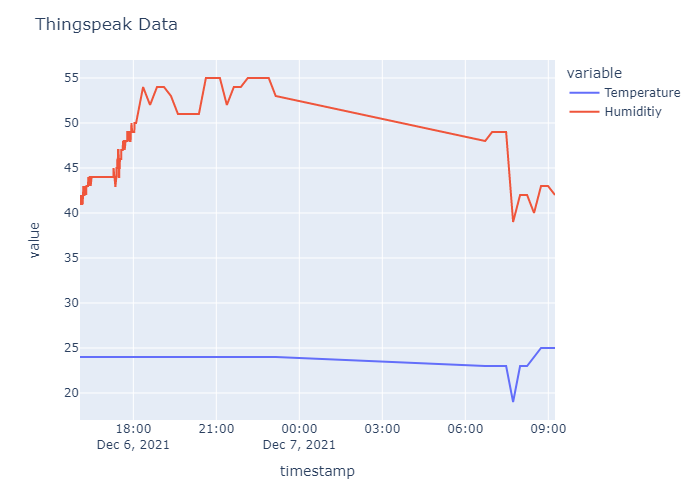 Thingspeak Data
variable
Temperature
Humiditiy
value
55
50
45
40
35
30
25
20
18:00 21:00 00:00 03:00 06:00 09:00
Dec 6, 2021 Dec 7, 2021
timestamp